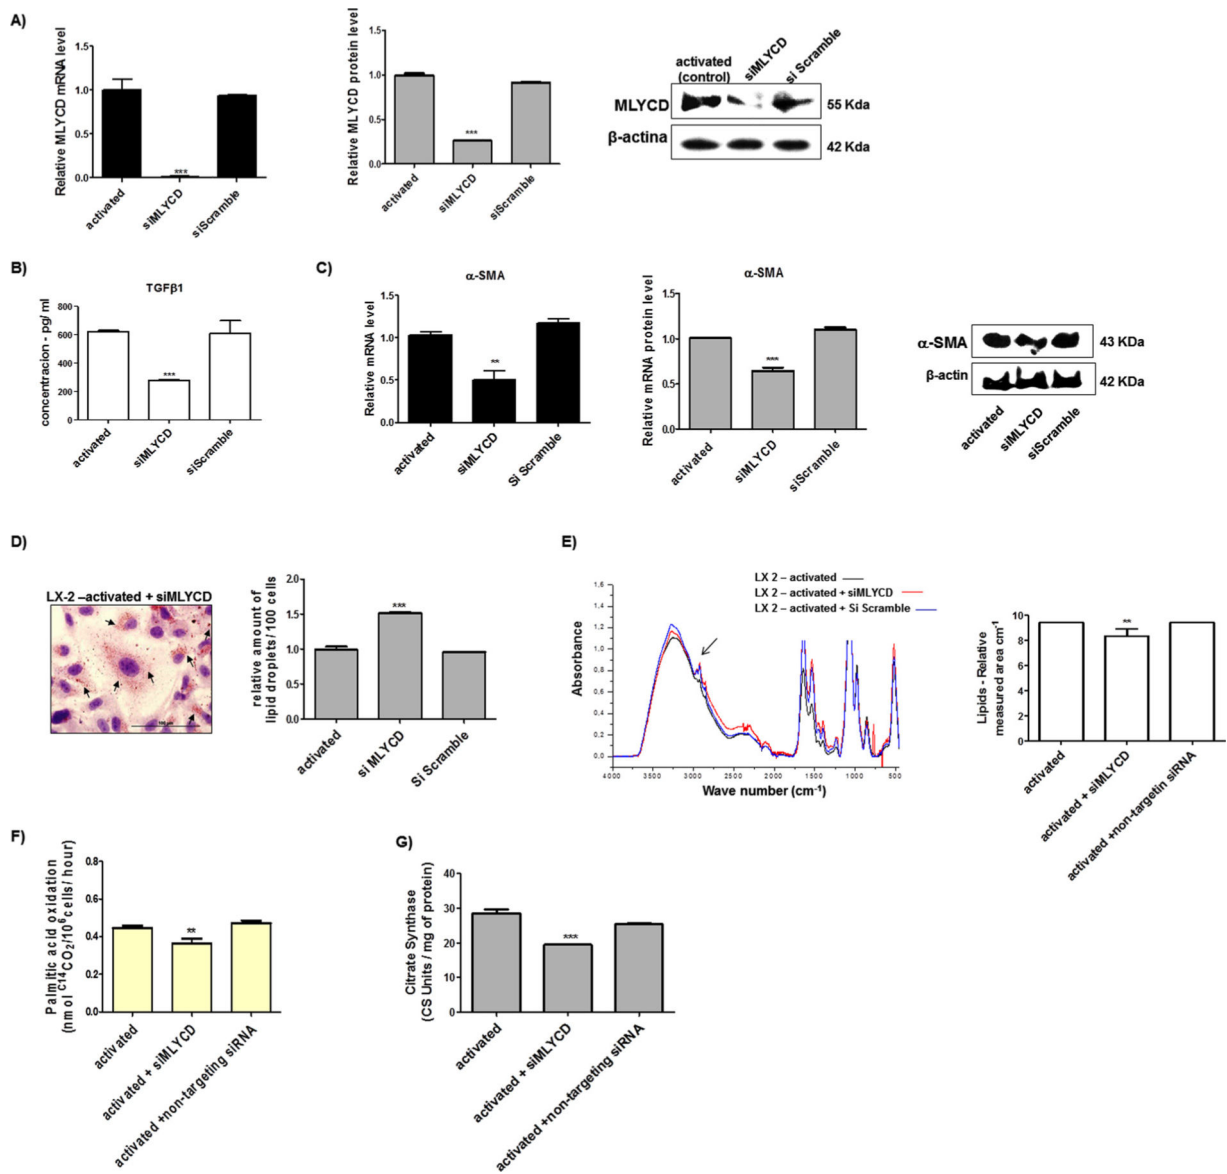 A)
Relative MLYCD mRNA level
1.5
1.0
0.5
0.0
***
activated
siMLYCD
siScramble
Relative MLYCD protein level
1.5
1.0
0.5
0.0
***
activated
siMLYCD
siScramble
activated
(control)
siMLYCD
si Scramble
MLYCD
55 Kda
β-actina
42 Kda
B)
TGFβ1
concentracion - pg/ ml
800
600
400
200
0
***
activated
siMLYCD
siScramble
C)
α-SMA
Relative mRNA level
1.5
1.0
0.5
0.0
**
activated
siMLYCD
Si Scramble
α-SMA
Relative mRNA protein level
1.5
1.0
0.5
0.0
***
activated
siMLYCD
siScramble
α-SMA
43 KDa
β-actin
42 KDa
activated
siMLYCD
siScramble
D)
LX-2 –activated + siMLYCD
relative amount of
lipid droplets/100 cells
2.0
1.5
1.0
0.5
0.0
***
activated
si MLYCD
Si Scramble
E)
LX 2 – activated
LX 2 – activated + siMLYCD
LX 2 – activated + Si Scramble
Absorbance
1,6
1,4
1,2
1,0
0,8
0,6
0,4
0,2
0,0
4000 3500 3000 2500 2000 1500 1000 500
Wave number (cm-1)
Lipids - Relative
measured area cm-1
10
8
6
4
2
0
**
activated
activated + siMLYCD
activated +non-targetin siRNA
F)
Palmitic acid oxidation
(nmol C14CO2/106cells/ hour)
0.8
0.6
0.4
0.2
0.0
**
activated
activated + siMLYCD
activated +non-targeting siRNA
G)
Citrate Synthase
(CS Units / mg of protein)
40
30
20
10
0
***
activated
activated + siMLYCD
activated +non-targeting siRNA